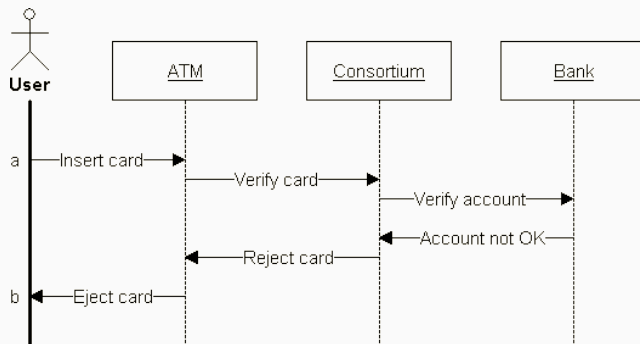 User
ATM
Consortium
Bank
a
Insert card
Verify card
Verify account
Account not OK
Reject card
b
Eject card